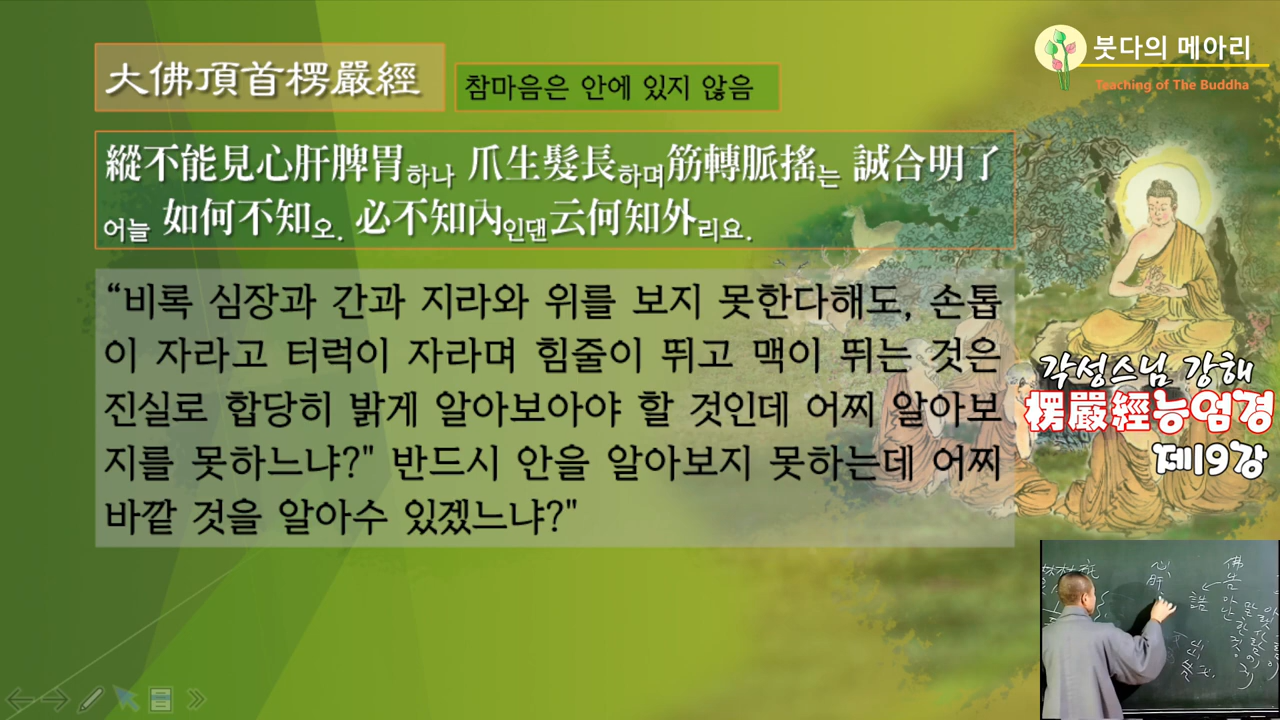 大佛頂首楞嚴經
참마음은 안에 있지 않음
縱不能見心肝脾胃하나 爪生髮長하며筋轉脈搖는 誠合明了
어늘 如何不知오. 必不知內인댄云何知外리요.
“비록 심장과 간과 지라와 위를 보지 못한다해도, 손톱
이 자라고 터럭이 자라며 힘줄이 뛰고 맥이 뛰는 것은
진실로 합당히 밝게 알아보아야 할 것인데 어찌 알아보
지를 못하느냐?" 반드시 안을 알아보지 못하는데 어찌
바깥 것을 알아수 있겠느냐?"
붓다의 메아리
Teaching of The Buddha
각성스님 강해
楞嚴經능엄경
제19강
佛
心
肝